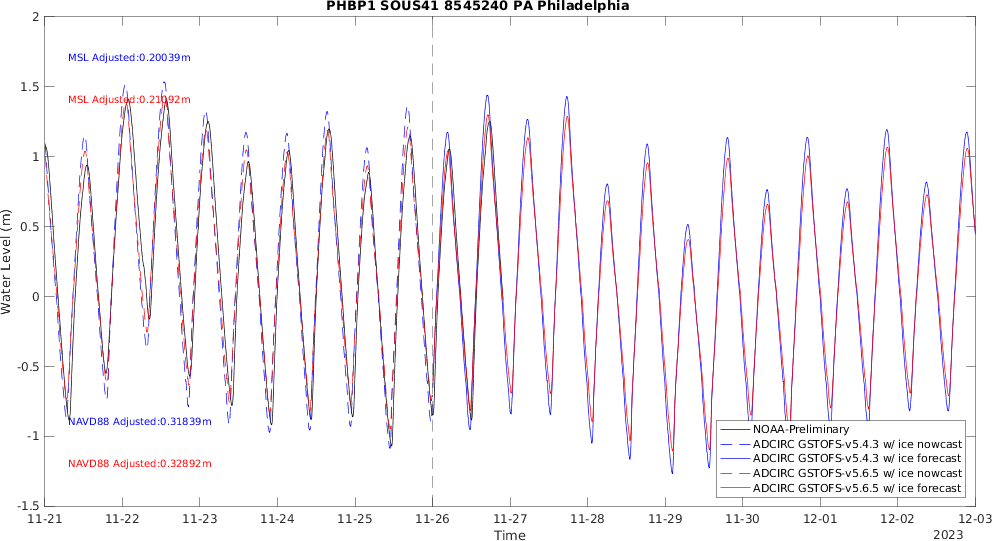 PHBP1 SOUS41 8545240 PA Philadelphia
2
1.5
1
0.5
0
-0.5
-1
-1.5
Water Level (m)
MSL Adjusted:0.20039m
MSL Adjusted:0.21092m
NAVD88 Adjusted:0.31839m
NAVD88 Adjusted:0.32892m
NOAA-Preliminary
ADCIRC GSTOFS-v5.4.3 w/ ice nowcast
ADCIRC GSTOFS-v5.4.3 w/ ice forecast
ADCIRC GSTOFS-v5.6.5 w/ ice nowcast
ADCIRC GSTOFS-v5.6.5 w/ ice forecast
11-21 11-22 11-23 11-24 11-25 11-26 11-27 11-28 11-29 11-30 12-01 12-02 12-03
Time
2023